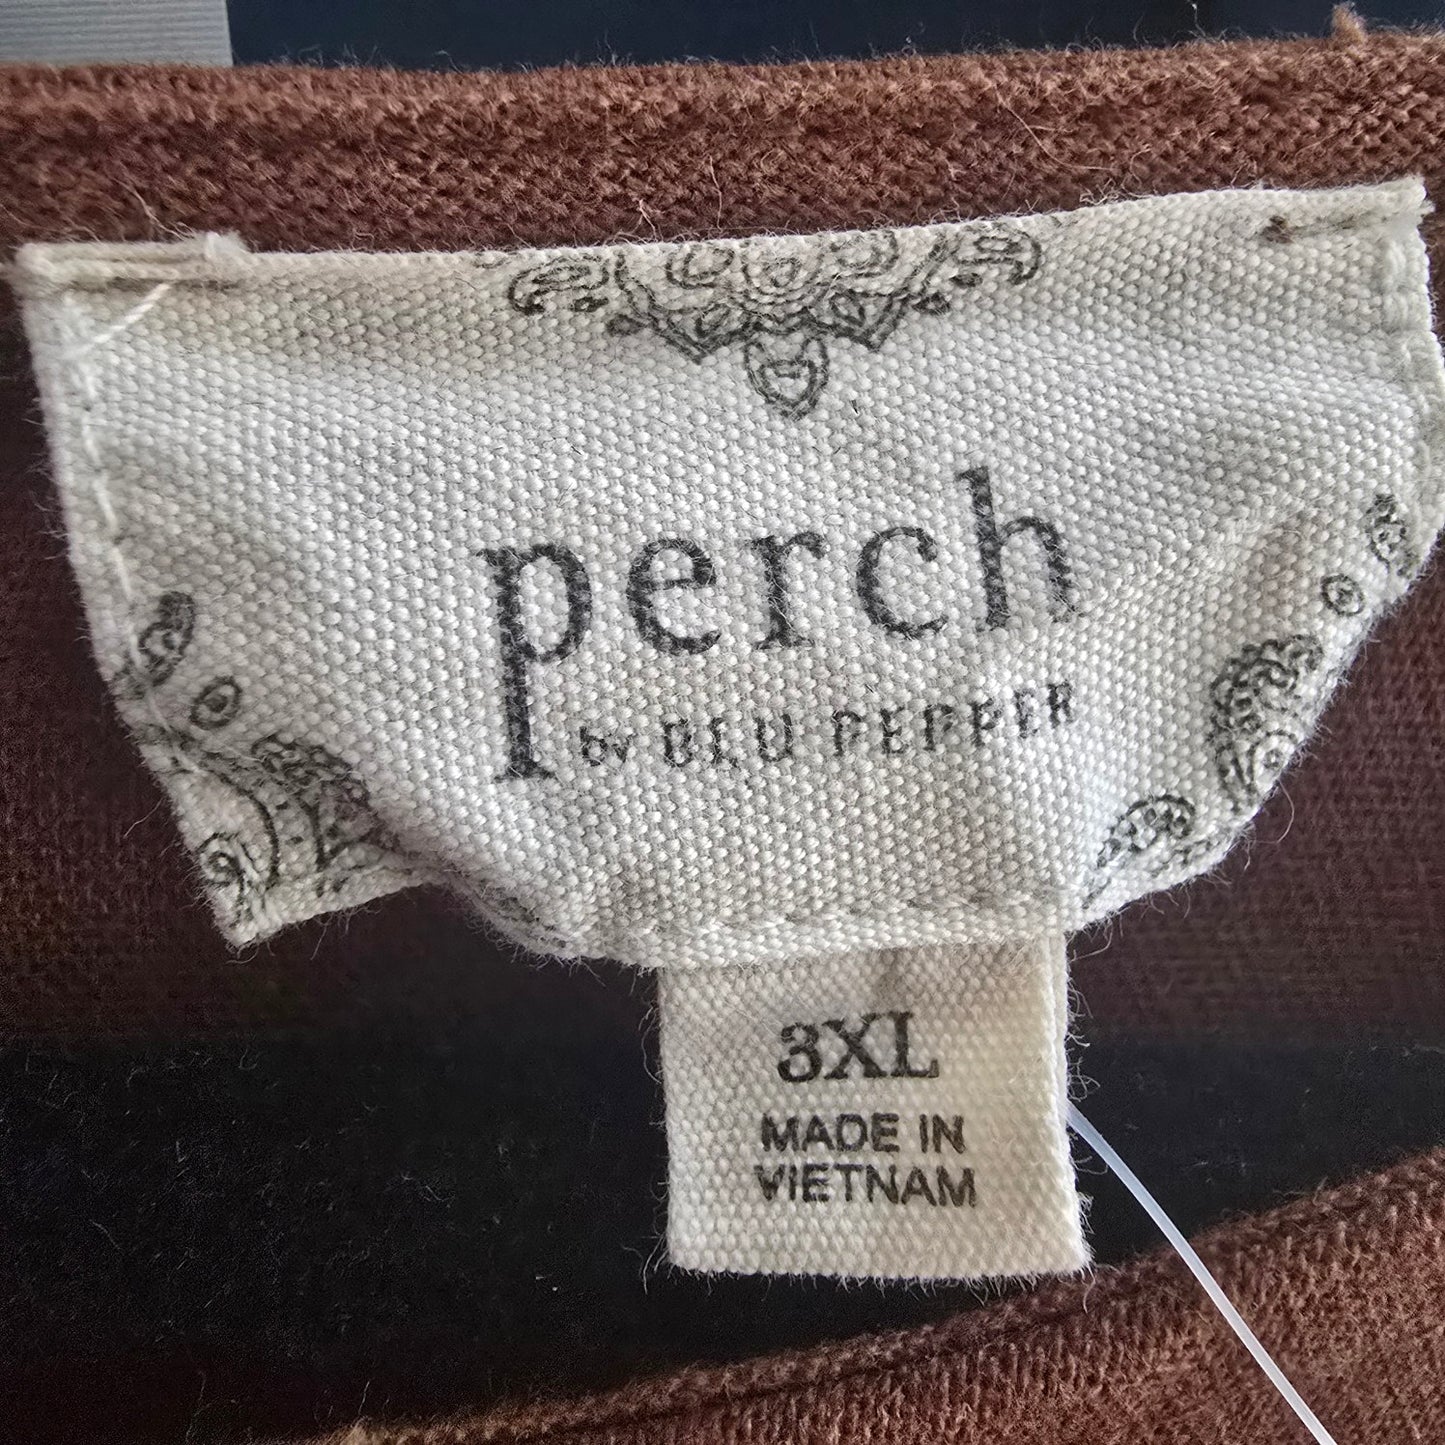 perch
by BLU PEPPER
3XL
MADE IN
VIETNAM